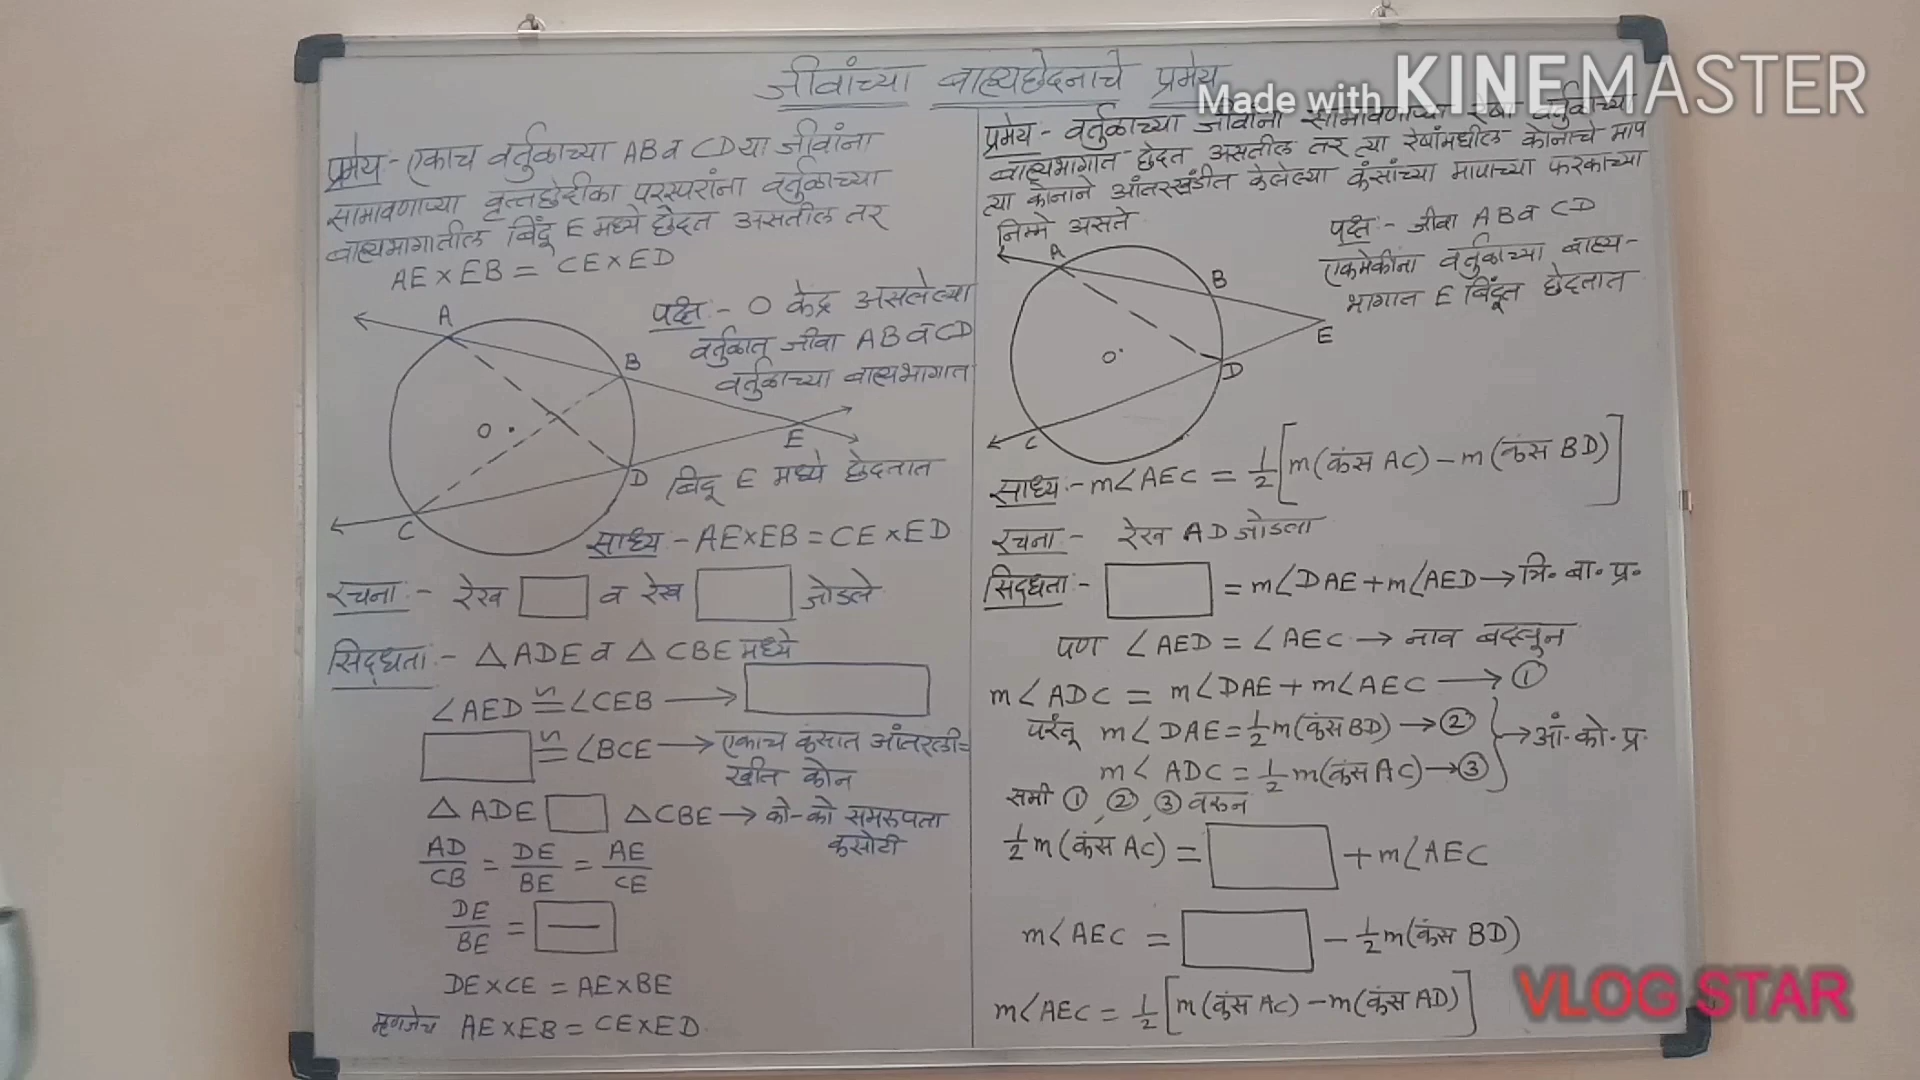 जीवांच्या बाह्यछेदनाचे प्रमेय
Made with KINEMASTER
प्रमेय:- एकाच वर्तुळाच्या AB व CD या जीवांना
सामावणाऱ्या वृत्तछेदीका परस्परांना वर्तुळाच्या
बाह्यभागातील बिंदू E मध्ये छेदत असतील तर
AE × EB = CE × ED
पक्ष:- O केंद्र असलेल्या
वर्तुळात जीवा AB व CD
वर्तुळाच्या बाह्यभागात
A
B
O
E
D
C
बिंदू E मध्ये छेदतात
साध्य:- AE×EB = CE×ED
रचना:- रेख व रेख जोडले
सिद्धता:- △ADE व △CBE मध्ये
∠AED ≅ ∠CEB →
≅ ∠BCE → एकाच कंसात आंतरली=
खीत कोन
△ADE △CBE → को-को समरूपता
कसोटी
AD/CB = DE/BE = AE/CE
DE/BE = —
DE×CE = AE×BE
म्हणजेच AE×EB = CE×ED.
प्रमेय - वर्तुळाच्या जीवांना सामावणाऱ्या रेषा वर्तुळाच्या
बाह्यभागात छेदत असतील तर त्या रेषांमधील कोनाचे माप
त्या कोनाने आंतरखंडीत केलेल्या कंसांच्या मापाच्या फरकाच्या
निम्मे असते
पक्ष:- जीवा AB व CD
एकमेकींना वर्तुळाच्या बाह्य-
भागात E बिंदूत छेदतात
A
B
E
O
D
C
साध्य:- m∠AEC = 1/2 [m(कंस AC) - m(कंस BD)]
रचना:- रेख AD जोडला
सिद्धता:- = m∠DAE + m∠AED → त्रि. बा. प्र.
पण ∠AED = ∠AEC → नाव बदलून
m∠ADC = m∠DAE + m∠AEC → ①
परंतू m∠DAE = 1/2 m(कंस BD) → ②
m∠ADC = 1/2 m(कंस AC) → ③ } → आं. को. प्र.
समी ①, ②, ③ वरून
1/2 m(कंस AC) = + m∠AEC
m∠AEC = - 1/2 m(कंस BD)
m∠AEC = 1/2 [m(कंस AC) - m(कंस AD)]
VLOG STAR